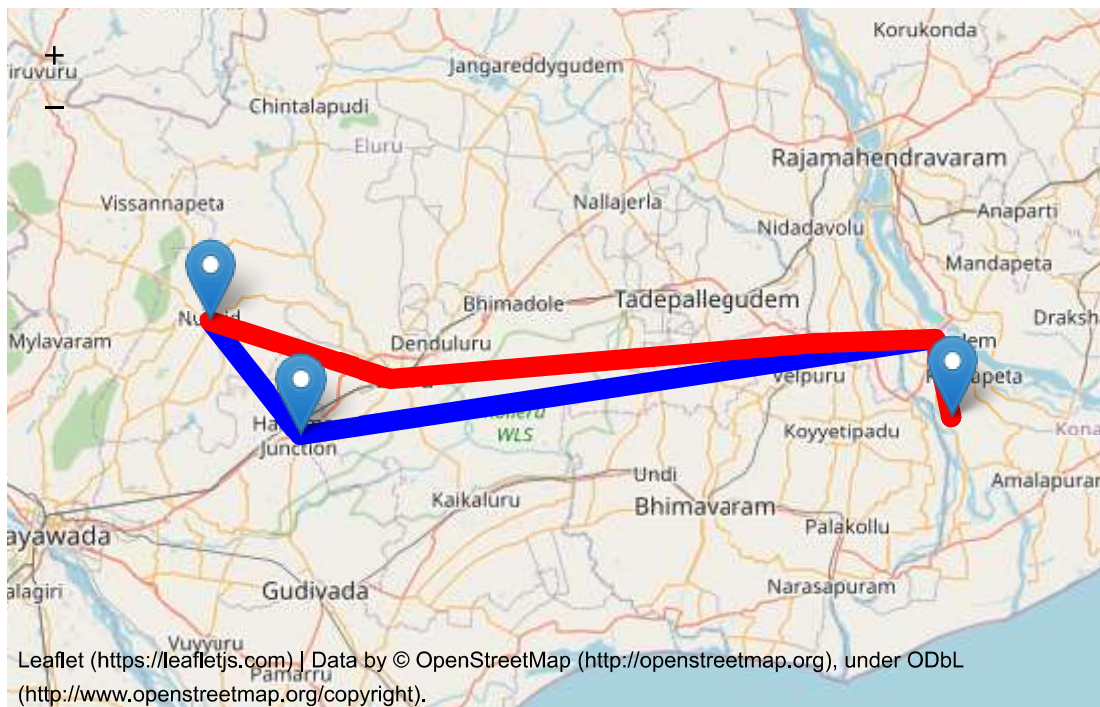 +
−
Korukonda
iruvuru
Jangareddygudem
Chintalapudi
Eluru
Rajamahendravaram
Vissannapeta
Nallajerla
Anaparti
Nidadavolu
Mandapeta
Bhimadole
Tadepallegudem
Draksh
Mylavaram
Denduluru
Velpuru
WLS
Koyyetipadu
Kona
Junction
Undi
Amalapurar
Kaikaluru
Bhimavaram
Palakollu
ayawada
Narasapuram
alagiri
Gudivada
Vuyyuru
Leaflet (https://leafletjs.com) | Data by © OpenStreetMap (http://openstreetmap.org), under ODbL
Pamarru
(http://www.openstreetmap.org/copyright).